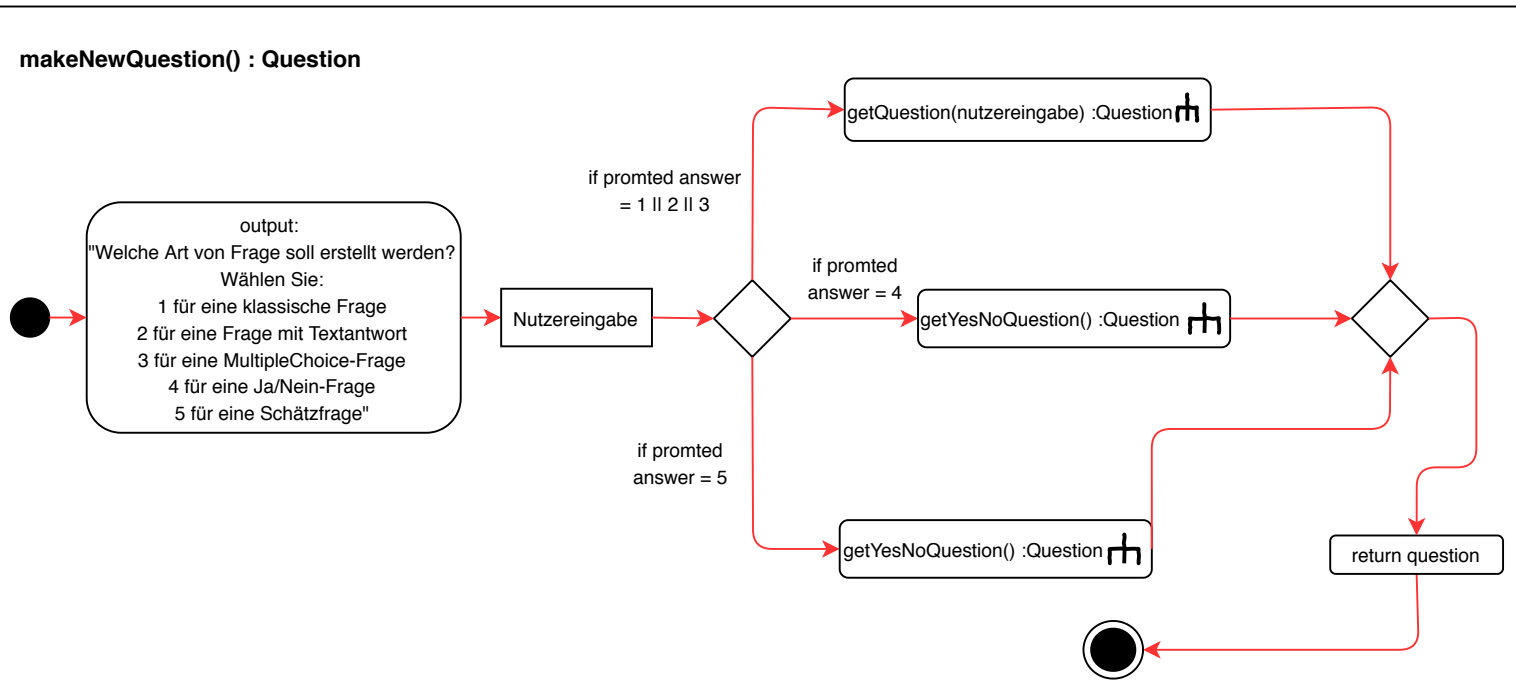 makeNewQuestion() : Question
output:
"Welche Art von Frage soll erstellt werden?
Wählen Sie:
1 für eine klassische Frage
2 für eine Frage mit Textantwort
3 für eine MultipleChoice-Frage
4 für eine Ja/Nein-Frage
5 für eine Schätzfrage"
Nutzereingabe
if promted answer
= 1 || 2 || 3
getQuestion(nutzereingabe) :Question
if promted
answer = 4
getYesNoQuestion() :Question
if promted
answer = 5
getYesNoQuestion() :Question
return question